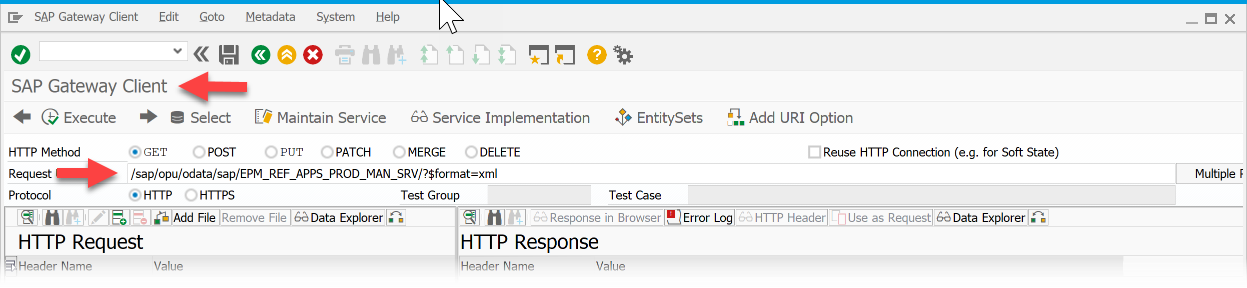 SAP Gateway Client Edit Goto Metadata System Help
SAP Gateway Client
Execute Select Maintain Service Service Implementation EntitySets Add URI Option
HTTP Method GET POST PUT PATCH MERGE DELETE Reuse HTTP Connection (e.g. for Soft State)
Request /sap/opu/odata/sap/EPM_REF_APPS_PROD_MAN_SRV/?$format=xml Multiple
Protocol HTTP HTTPS Test Group Test Case
Add File Remove File Data Explorer Response in Browser Error Log HTTP Header Use as Request Data Explorer
HTTP Request HTTP Response
Header Name Value Header Name Value